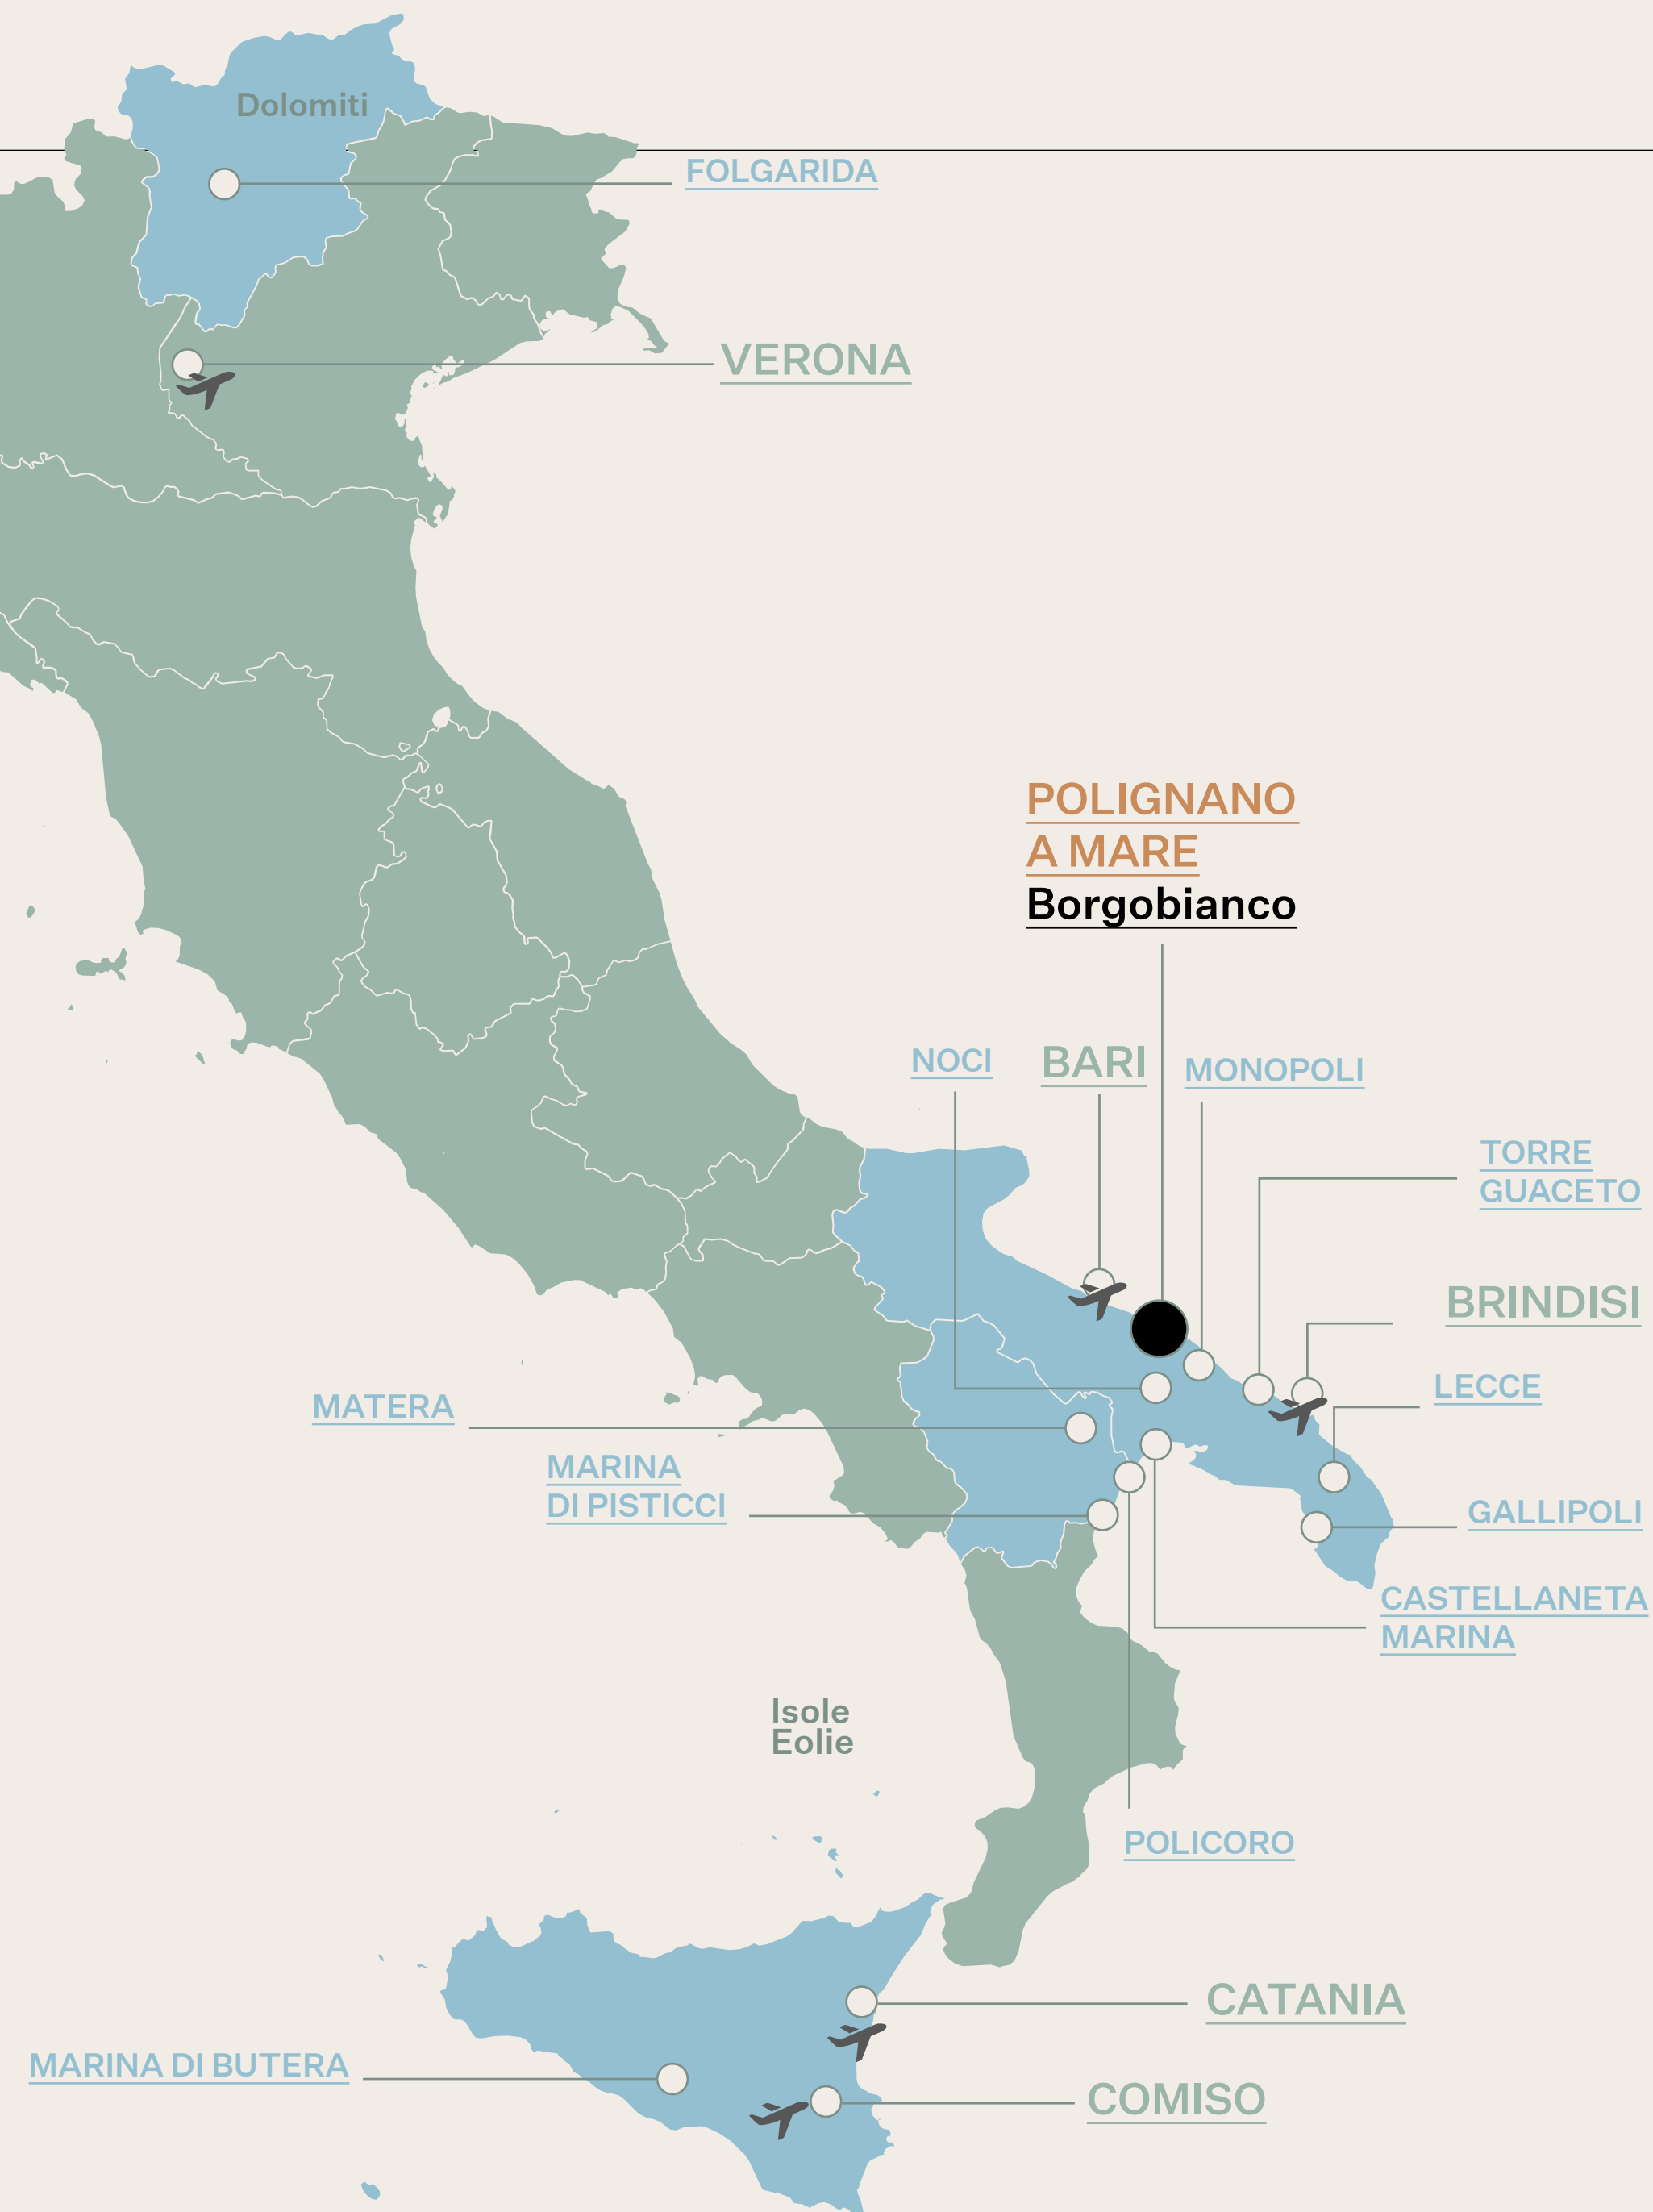 Dolomiti
FOLGARIDA
VERONA
POLIGNANO
A MARE
Borgobianco
NOCI
BARI
MONOPOLI
TORRE
GUACETO
BRINDISI
LECCE
MATERA
MARINA
DI PISTICCI
GALLIPOLI
CASTELLANETA
MARINA
Isole
Eolie
POLICORO
CATANIA
MARINA DI BUTERA
COMISO